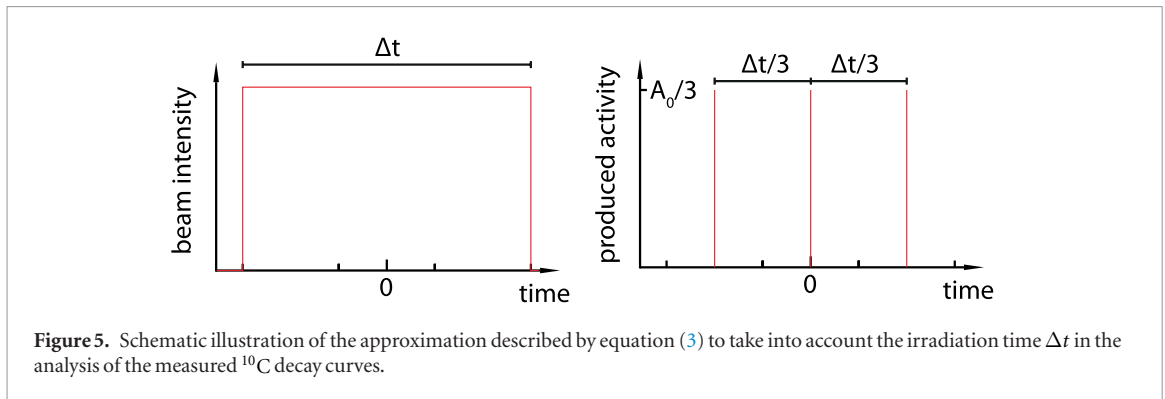 Δt
beam intensity
0
time
Δt/3 Δt/3
A₀/3
produced activity
0
time
Figure 5. Schematic illustration of the approximation described by equation (3) to take into account the irradiation time Δt in the
analysis of the measured ¹⁰C decay curves.